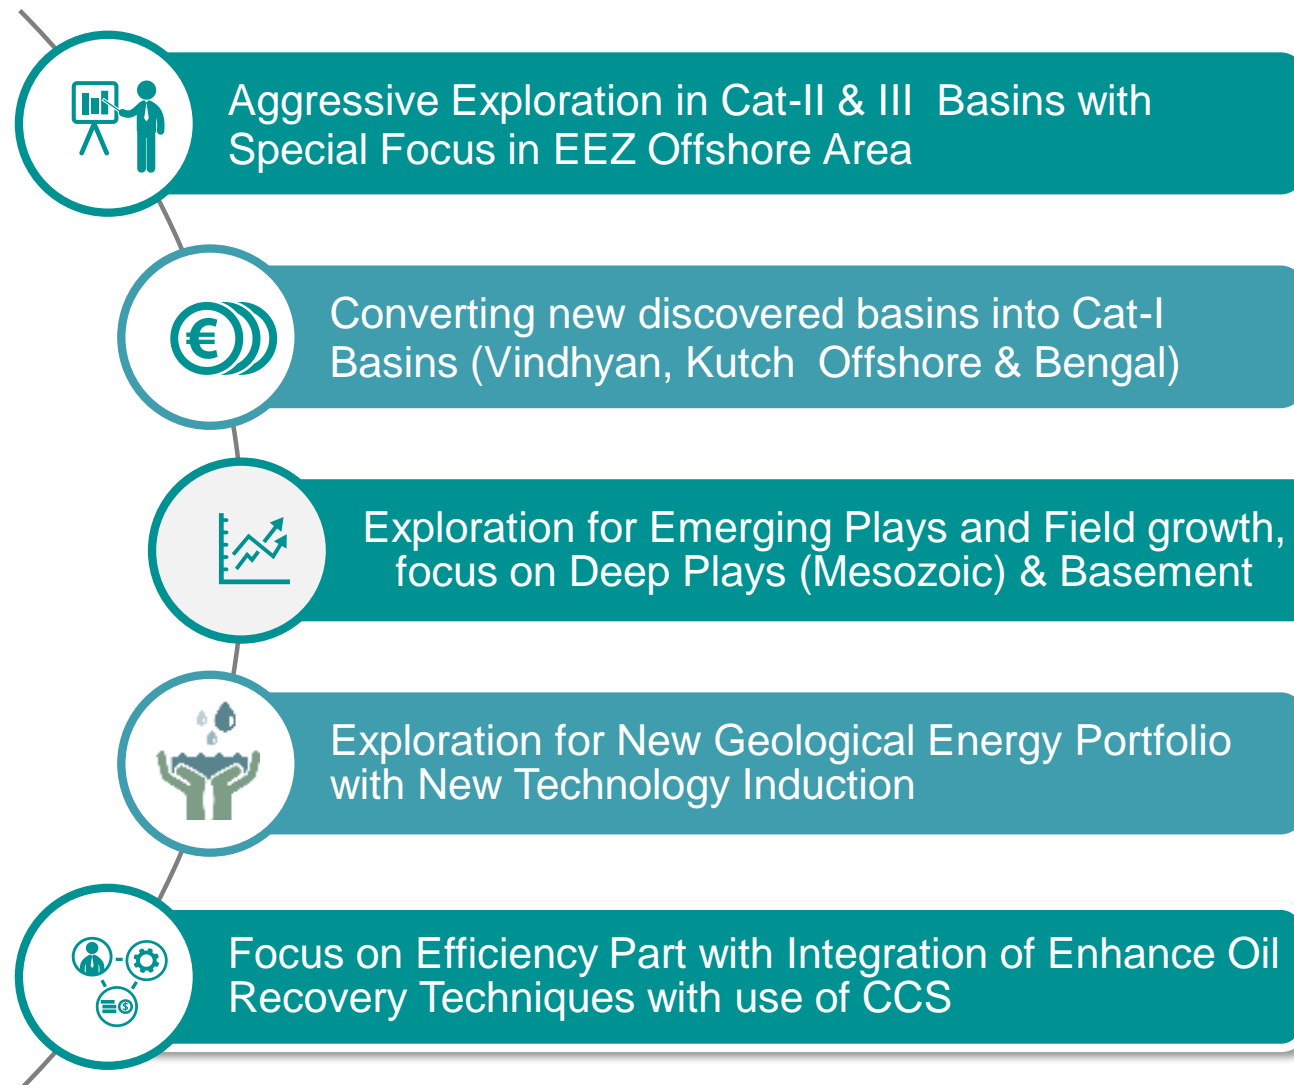 Aggressive Exploration in Cat-II & III  Basins with
Special Focus in EEZ Offshore Area
€
Converting new discovered basins into Cat-I
Basins (Vindhyan, Kutch  Offshore & Bengal)
Exploration for Emerging Plays and Field growth,
focus on Deep Plays (Mesozoic) & Basement
Exploration for New Geological Energy Portfolio
with New Technology Induction
Focus on Efficiency Part with Integration of Enhance Oil
Recovery Techniques with use of CCS
$